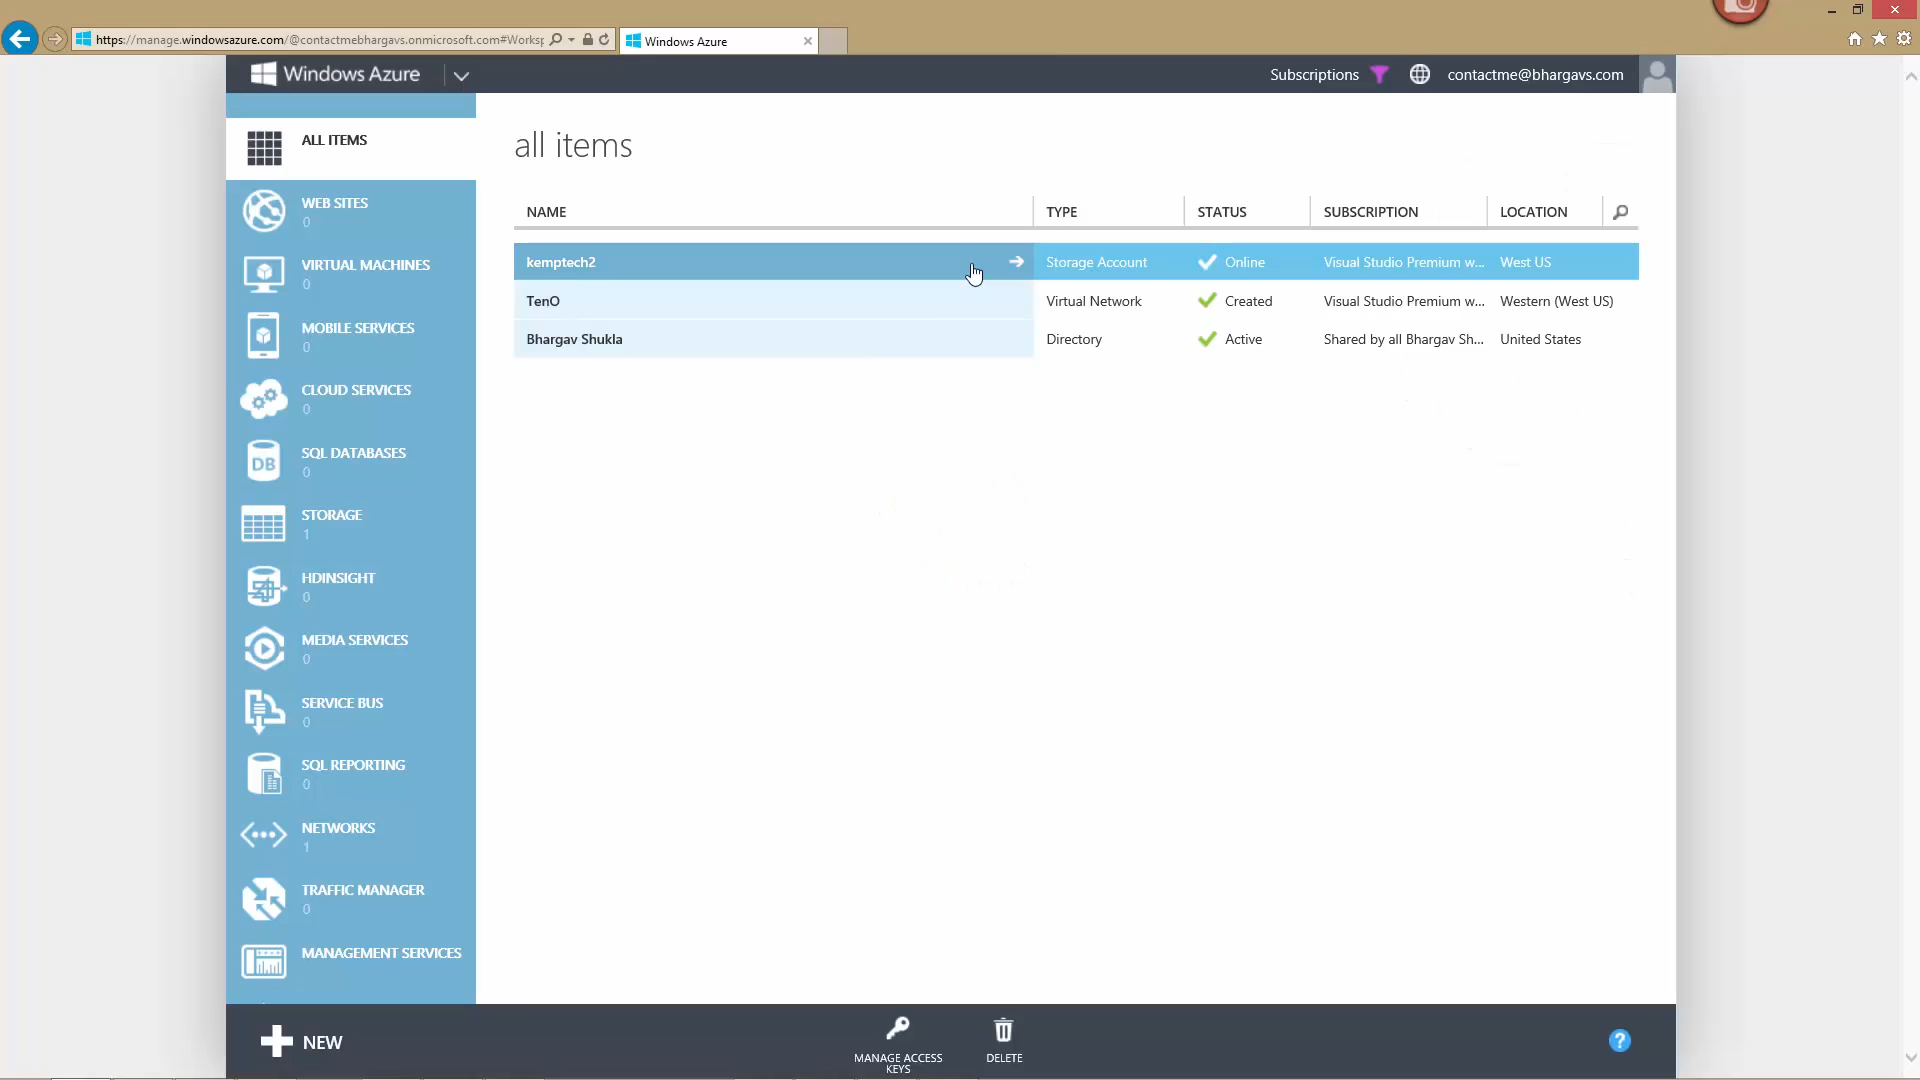 https://manage.windowsazure.com/@contactmebhargavs.onmicrosoft.com#Worksp
Windows Azure
Windows Azure
Subscriptions
contactme@bhargavs.com
ALL ITEMS
WEB SITES
0
VIRTUAL MACHINES
0
MOBILE SERVICES
0
CLOUD SERVICES
0
SQL DATABASES
0
DB
STORAGE
1
HDINSIGHT
0
MEDIA SERVICES
0
SERVICE BUS
0
SQL REPORTING
0
NETWORKS
1
TRAFFIC MANAGER
0
MANAGEMENT SERVICES
all items
NAME TYPE STATUS SUBSCRIPTION LOCATION
kemptech2 Storage Account Online Visual Studio Premium w... West US
TenO Virtual Network Created Visual Studio Premium w... Western (West US)
Bhargav Shukla Directory Active Shared by all Bhargav Sh... United States
NEW
MANAGE ACCESS
KEYS
DELETE
?